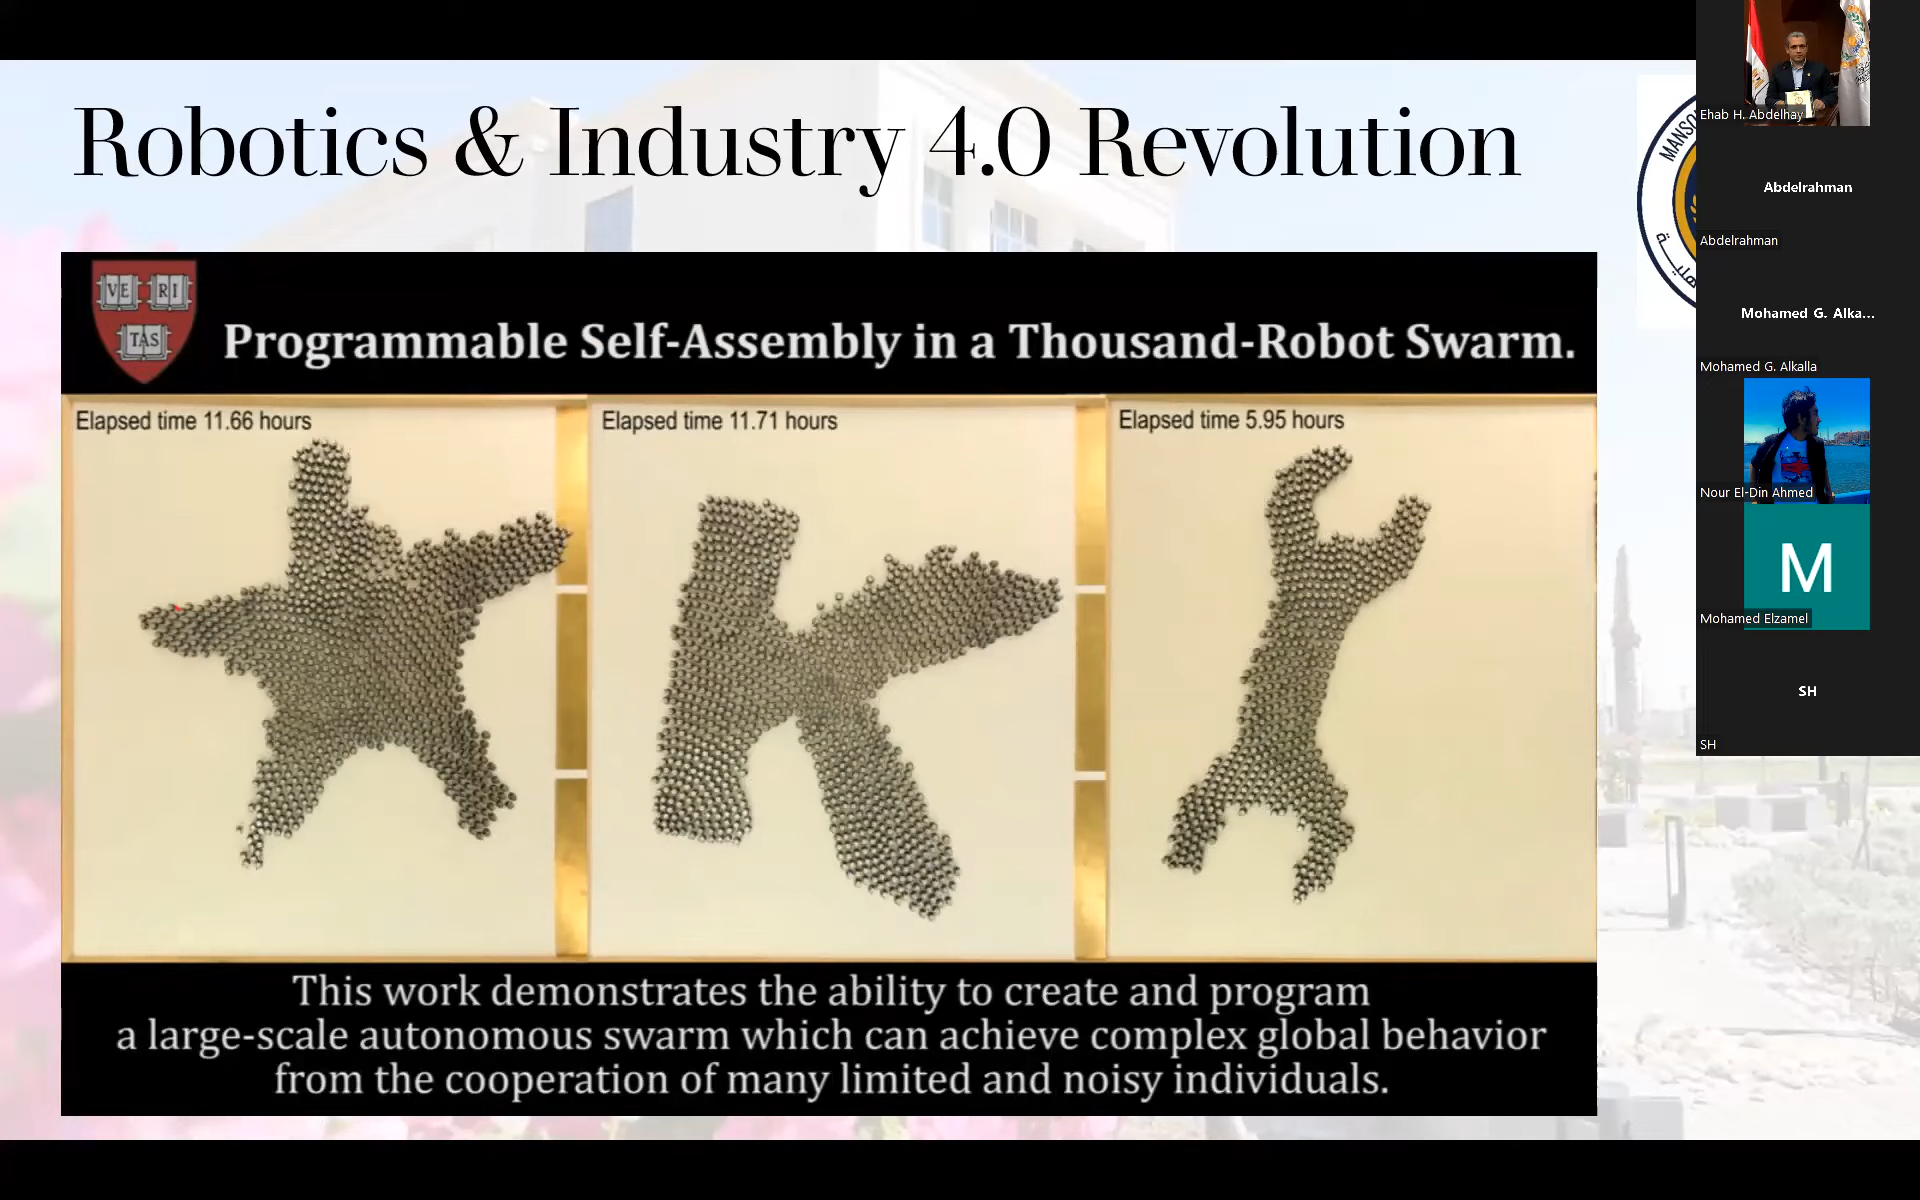 Robotics & Industry 4.0 Revolution
VE RI
TAS
Programmable Self-Assembly in a Thousand-Robot Swarm.
Elapsed time 11.66 hours
Elapsed time 11.71 hours
Elapsed time 5.95 hours
This work demonstrates the ability to create and program
a large-scale autonomous swarm which can achieve complex global behavior
from the cooperation of many limited and noisy individuals.
Ehab H. Abdelhay
Abdelrahman
Abdelrahman
Mohamed G. Alka...
Mohamed G. Alkalla
Nour El-Din Ahmed
M
Mohamed Elzamel
SH
SH